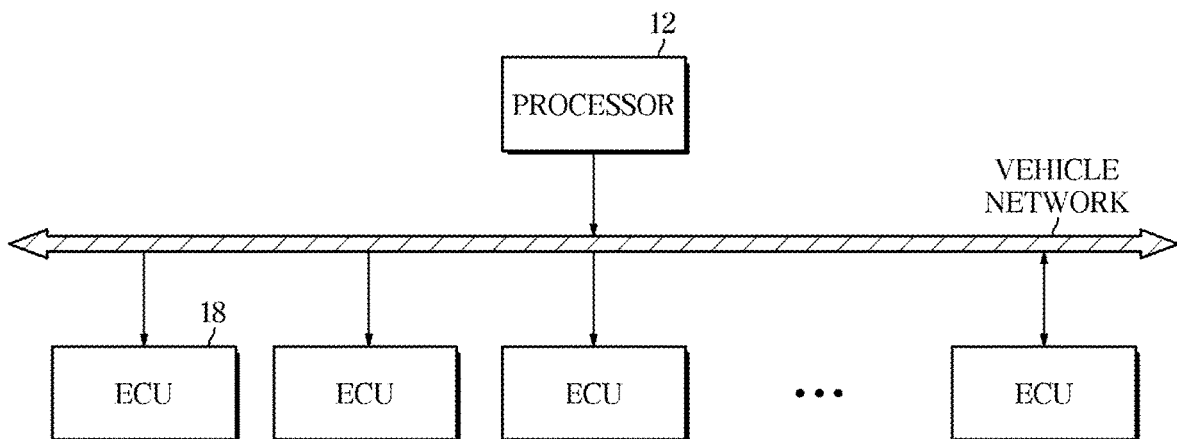 12
PROCESSOR
VEHICLE
NETWORK
18
ECU
ECU
ECU
...
ECU